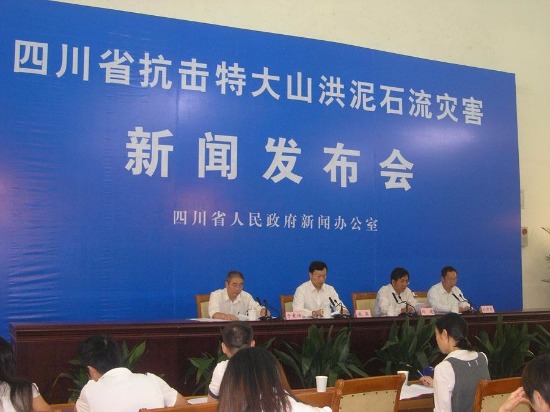 四川省抗击特大山洪泥石流灾害
新闻发布会
四川省人民政府新闻办公室